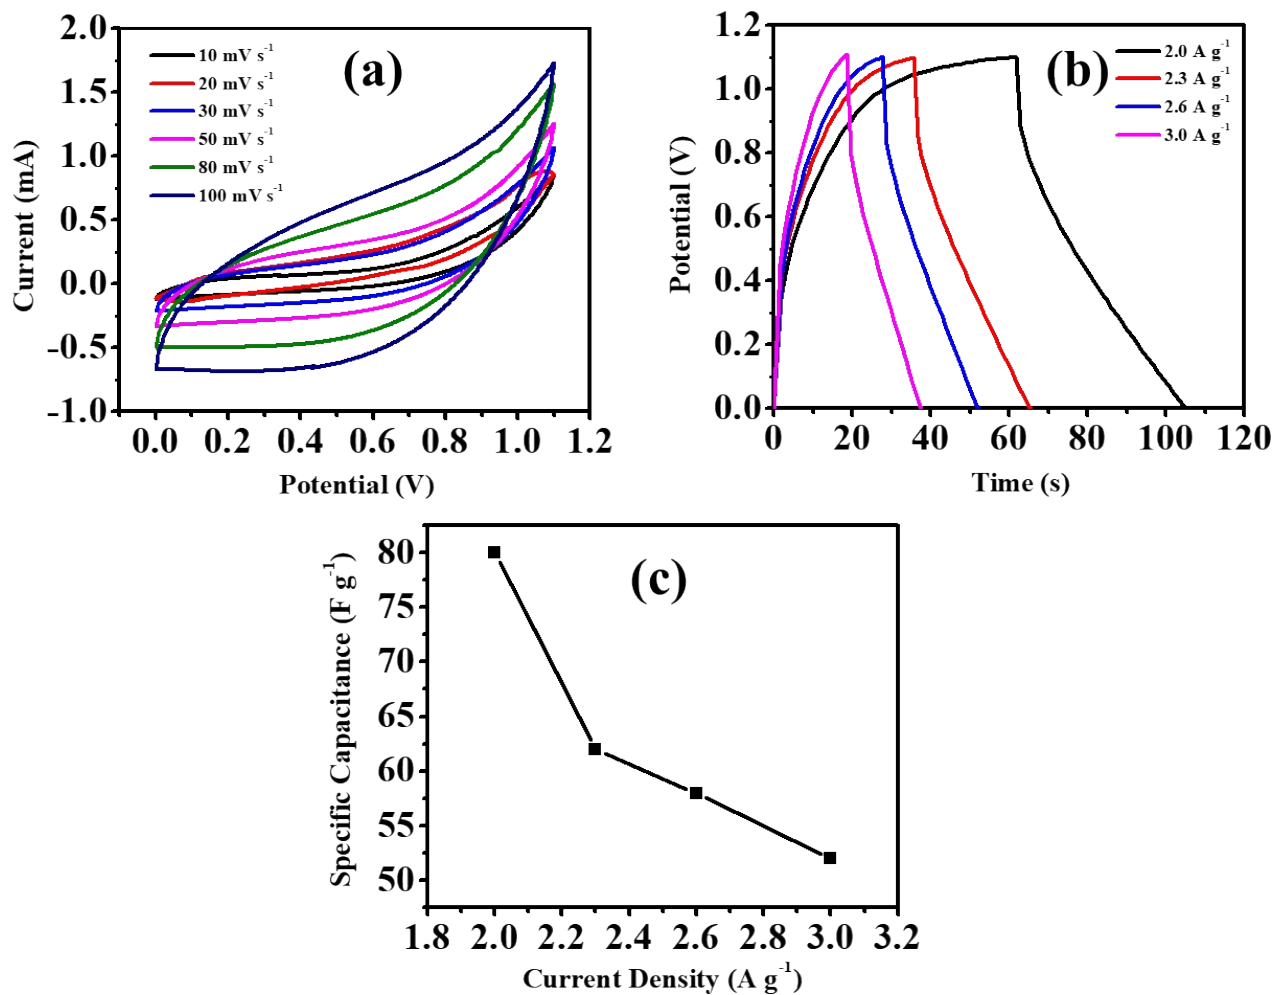 (a)
10 mV s⁻¹
20 mV s⁻¹
30 mV s⁻¹
50 mV s⁻¹
80 mV s⁻¹
100 mV s⁻¹
2.0
1.5
1.0
0.5
0.0
-0.5
-1.0
Current (mA)
0.0 0.2 0.4 0.6 0.8 1.0 1.2
Potential (V)
(b)
2.0 A g⁻¹
2.3 A g⁻¹
2.6 A g⁻¹
3.0 A g⁻¹
1.2
1.0
0.8
0.6
0.4
0.2
0.0
Potential (V)
0 20 40 60 80 100 120
Time (s)
(c)
80
75
70
65
60
55
50
Specific Capacitance (F g⁻¹)
1.8 2.0 2.2 2.4 2.6 2.8 3.0 3.2
Current Density (A g⁻¹)